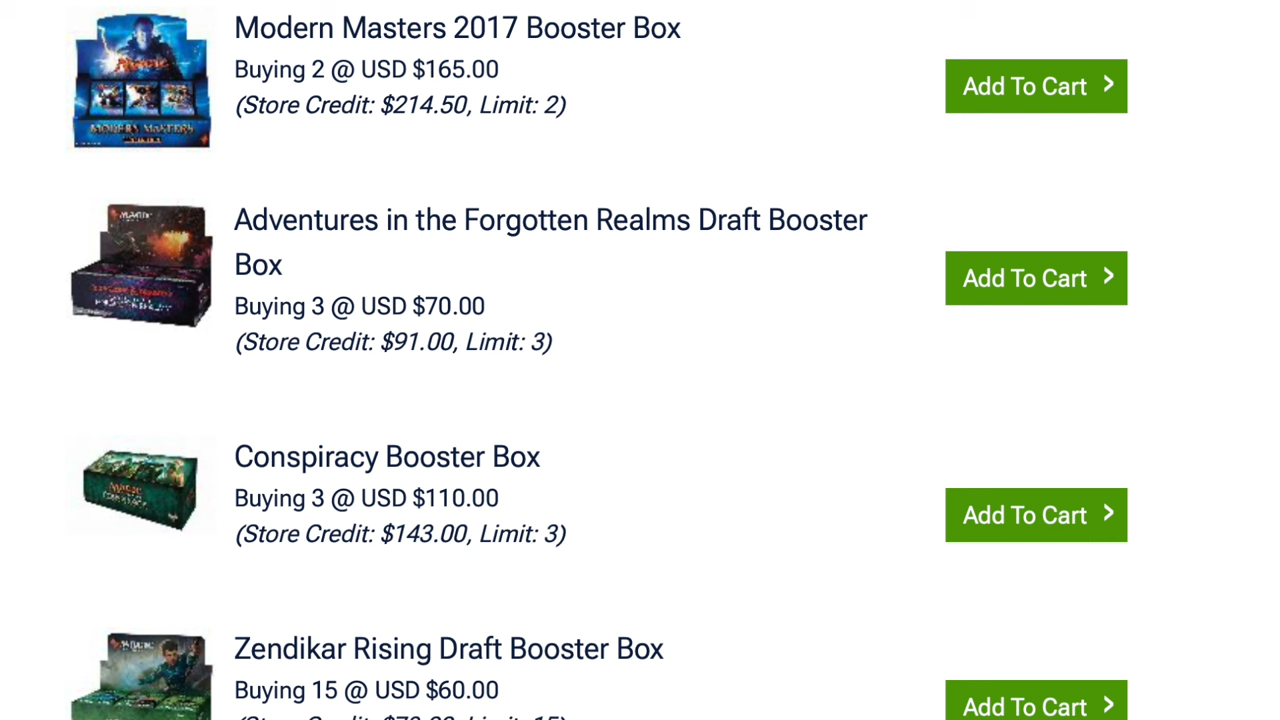 Modern Masters 2017 Booster Box
Buying 2 @ USD $165.00
(Store Credit: $214.50, Limit: 2)
Add To Cart
MAGIC
MODERN MASTERS
Adventures in the Forgotten Realms Draft Booster
Box
Buying 3 @ USD $70.00
(Store Credit: $91.00, Limit: 3)
Add To Cart
Conspiracy Booster Box
Buying 3 @ USD $110.00
(Store Credit: $143.00, Limit: 3)
Add To Cart
Zendikar Rising Draft Booster Box
Buying 15 @ USD $60.00
Add To Cart